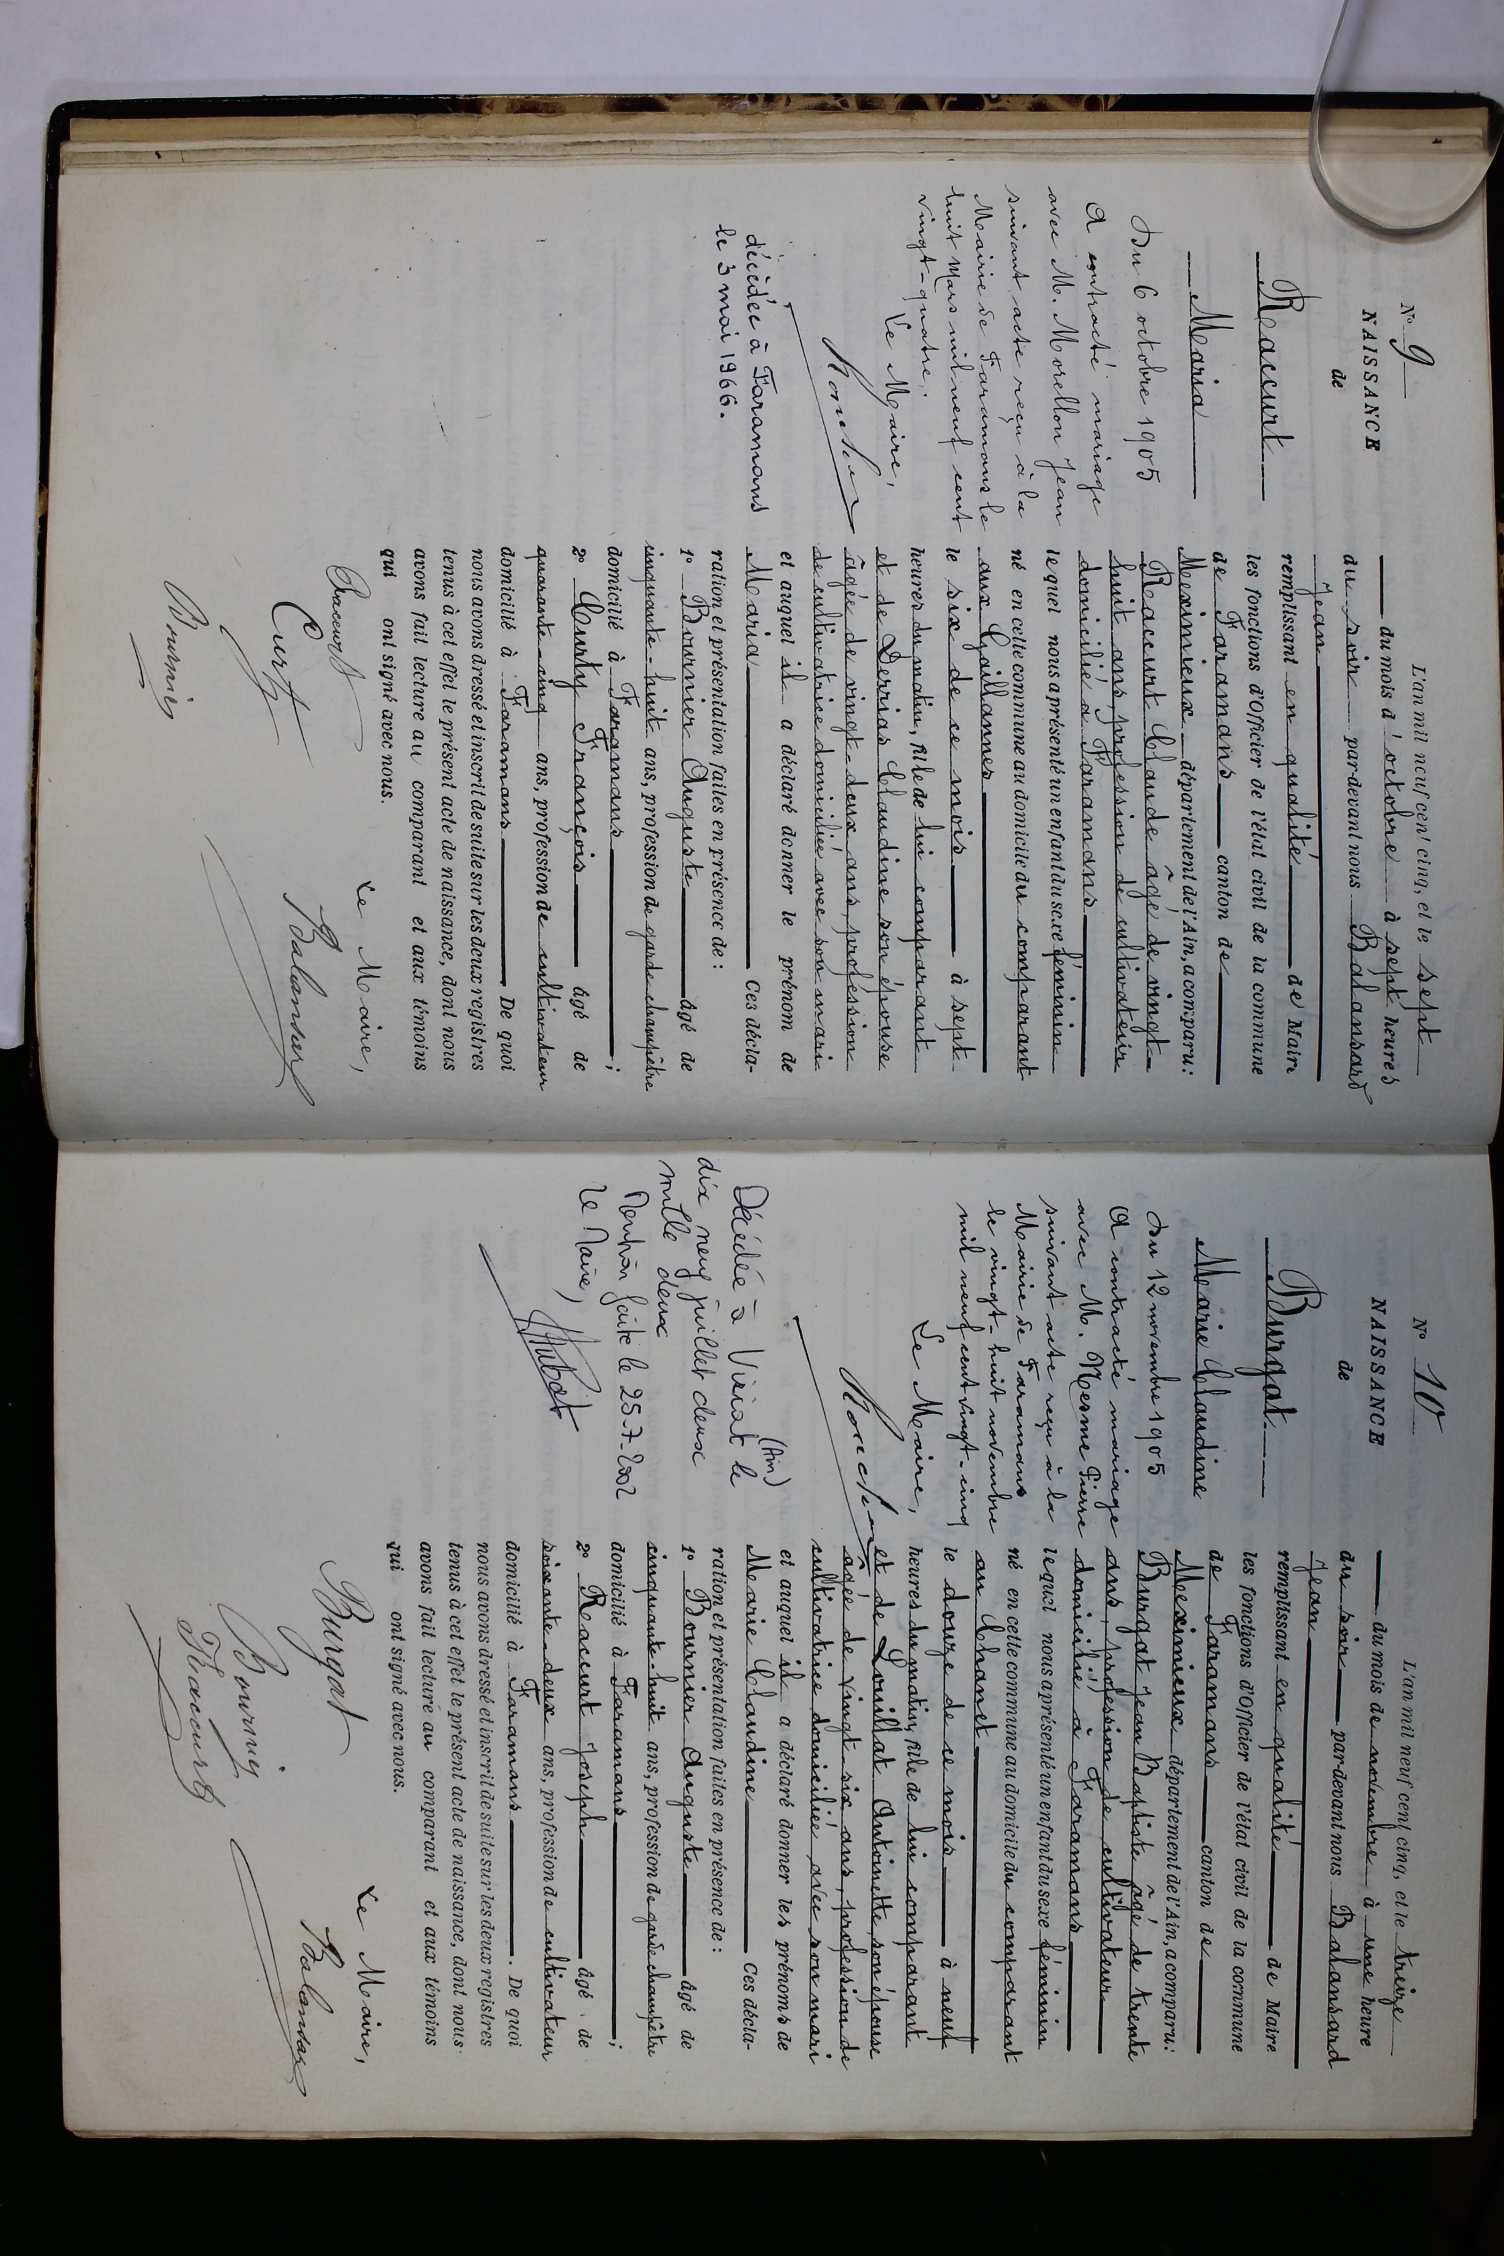 N° 9
NAISSANCE
de
Raccurt
Maria
Du 6 octobre 1905
A contracté mariage
avec M. Morellon Jean
suivant acte reçu à la
Mairie de Faramans le
huit Mars mil neuf cent
vingt-quatre.
Le Maire,
décédée à Faramans
le 3 mai 1966.
L'an mil neuf cent cinq, et le sept
du mois d'octobre à sept heures
du soir pardevant nous Balansard
Jean
remplissant en qualité de Maire
les fonctions d'Officier de l'état civil de la commune
de Faramans canton de
Meximieux département de l'Ain, a comparu:
Raccurt Claude âgé de vingt-
huit ans, profession de cultivateur
domicilié à Faramans
lequel nous a présenté un enfant du sexe féminin
né en cette commune au domicile du comparant
aux Gaillannes
le six de ce mois à sept
heures du matin, fille de lui comparant
et de Derrias Claudine son épouse
âgée de vingt-deux ans, profession
de cultivatrice domiciliée avec son mari
et auquel il a déclaré donner le prénom de
Maria Ces décla-
ration et présentation faites en présence de:
1° Bournier Auguste âgé de
cinquante-huit ans, profession de garde champêtre
domicilié à Faramans;
2° Curty François âgé de
quarante-cinq ans, profession de cultivateur
domicilié à Faramans. De quoi
nous avons dressé et inscrit de suite sur les deux registres
tenus à cet effet le présent acte de naissance, dont nous
avons fait lecture au comparant et aux témoins
qui ont signé avec nous.
Le Maire,
Raccurt
Curty
Balansard
Bournier
N° 10
NAISSANCE
de
Burgat
Marie Claudine
Du 12 novembre 1905
A contracté mariage
avec M. Mesme Pierre
suivant acte reçu à la
Mairie de Faramans
le vingt-huit novembre
mil neuf cent vingt-cinq
Le Maire,
(Ain)
Décédée à Viriat le
dix neuf juillet deux
mille deux
Mention faite le 25.7.2002
Le Maire,
L'an mil neuf cent cinq, et le treize
du mois de novembre à une heure
du soir pardevant nous Balansard
Jean
remplissant en qualité de Maire
les fonctions d'Officier de l'état civil de la commune
de Faramans canton de
Meximieux département de l'Ain, a comparu:
Burgat Jean Baptiste âgé de trente
ans, profession de cultivateur
domicilié à Faramans
lequel nous a présenté un enfant du sexe féminin
né en cette commune au domicile du comparant
au Chanet
le douze de ce mois à neuf
heures du matin, fille de lui comparant
et de Louillat Antoinette, son épouse
âgée de vingt-six ans, profession de
cultivatrice domiciliée avec son mari
et auquel il a déclaré donner les prénoms de
Marie Claudine Ces décla-
ration et présentation faites en présence de:
1° Bournier Auguste âgé de
cinquante-huit ans, profession de garde champêtre
domicilié à Faramans;
2° Raccurt Joseph âgé de
soixante-deux ans, profession de cultivateur
domicilié à Faramans. De quoi
nous avons dressé et inscrit de suite sur les deux registres
tenus à cet effet le présent acte de naissance, dont nous
avons fait lecture au comparant et aux témoins
qui ont signé avec nous.
Le Maire,
Burgat
Balansard
Bournier
Raccurt